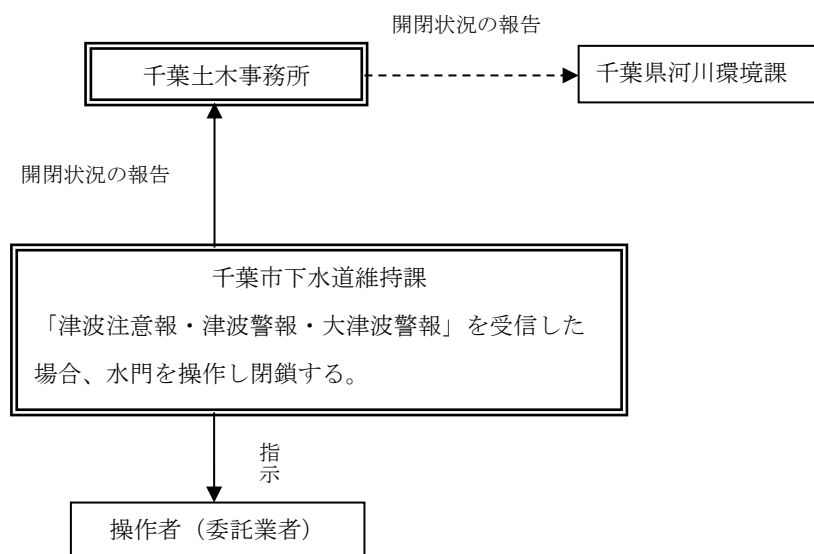 開閉状況の報告
千葉土木事務所
千葉県河川環境課
開閉状況の報告
千葉市下水道維持課
「津波注意報・津波警報・大津波警報」を受信した
場合、水門を操作し閉鎖する。
指示
操作者（委託業者）